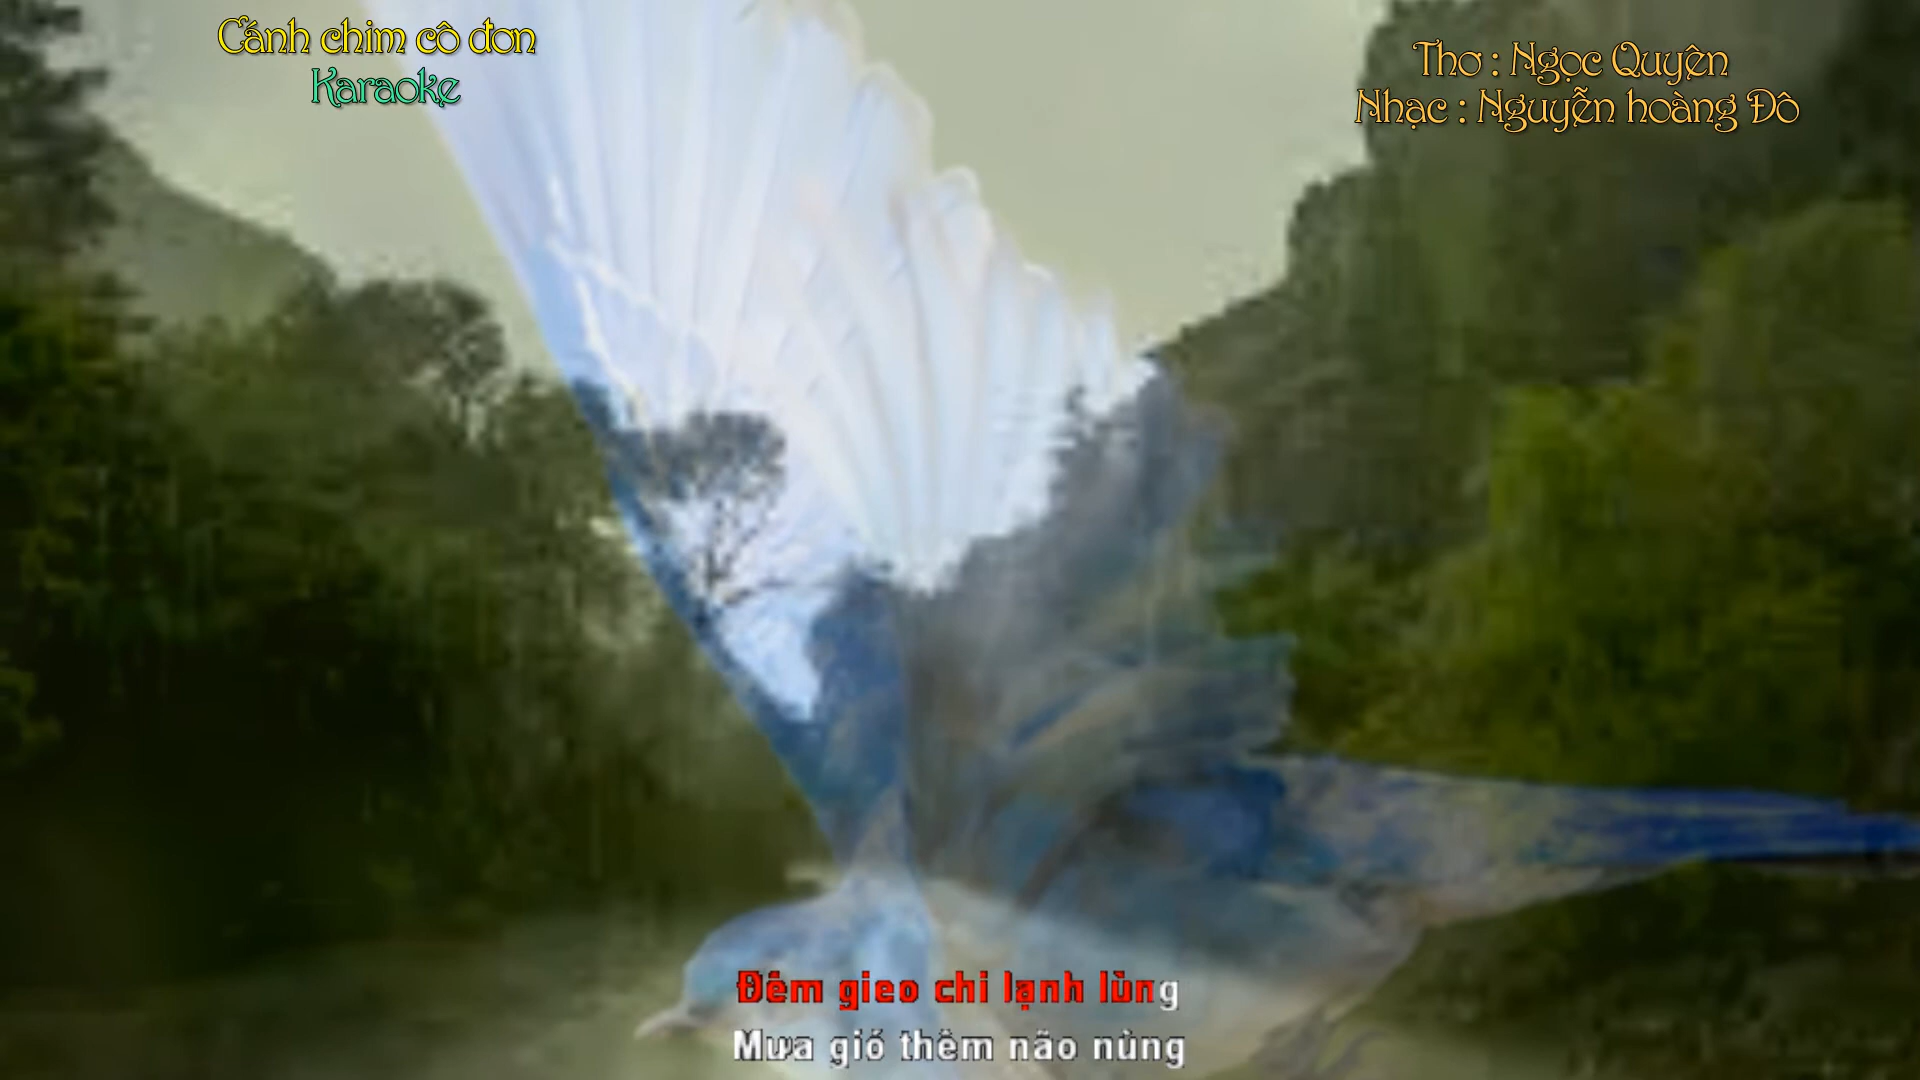 Cánh chim cô đơn
Karaoke
Thơ : Ngọc Quyên
Nhạc : Nguyễn hoàng Đô
Đêm gieo chi lạnh lùng
Mưa gió thêm não nùng